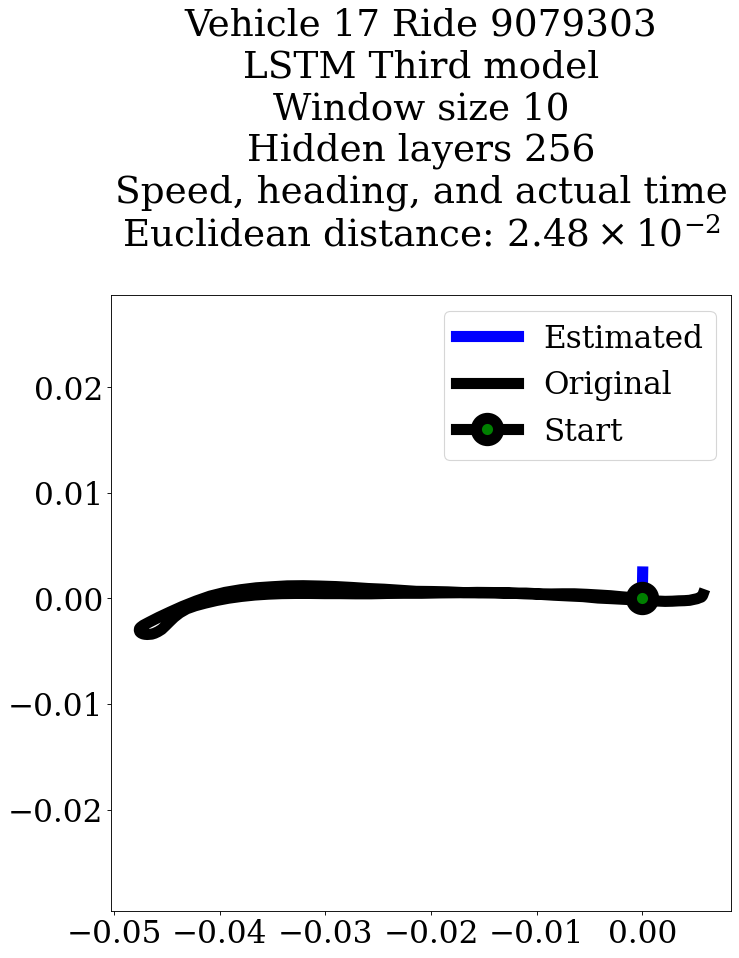 Vehicle 17 Ride 9079303
LSTM Third model
Window size 10
Hidden layers 256
Speed, heading, and actual time
Euclidean distance: 2.48 × 10⁻²
Estimated
Original
Start
0.02
0.01
0.00
−0.01
−0.02
−0.05 −0.04 −0.03 −0.02 −0.01 0.00